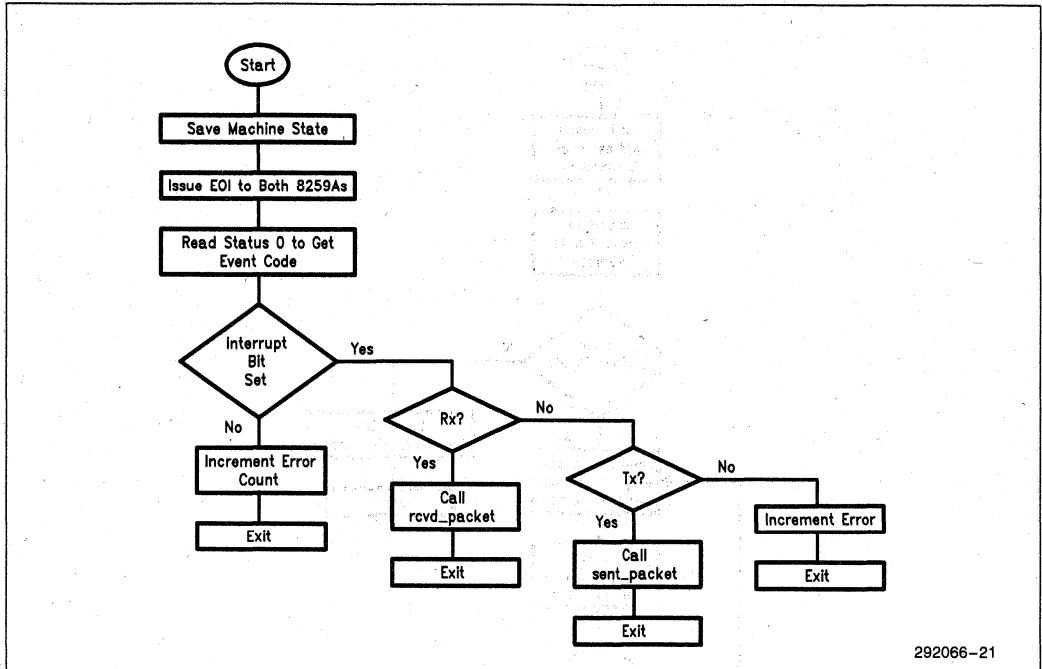 Start
Save Machine State
Issue EOI to Both 8259As
Read Status 0 to Get
Event Code
Interrupt
Bit
Set
Yes
No
Increment Error
Count
Exit
Rx?
No
Yes
Call
rcvd_packet
Exit
Tx?
No
Yes
Call
sent_packet
Exit
Increment Error
Exit
292066-21